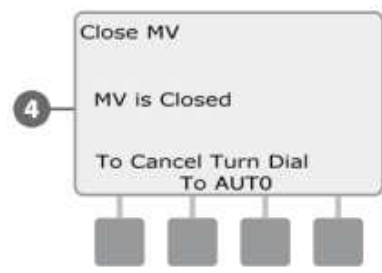 Close MV
4
MV is Closed
To Cancel Turn Dial
To AUT0